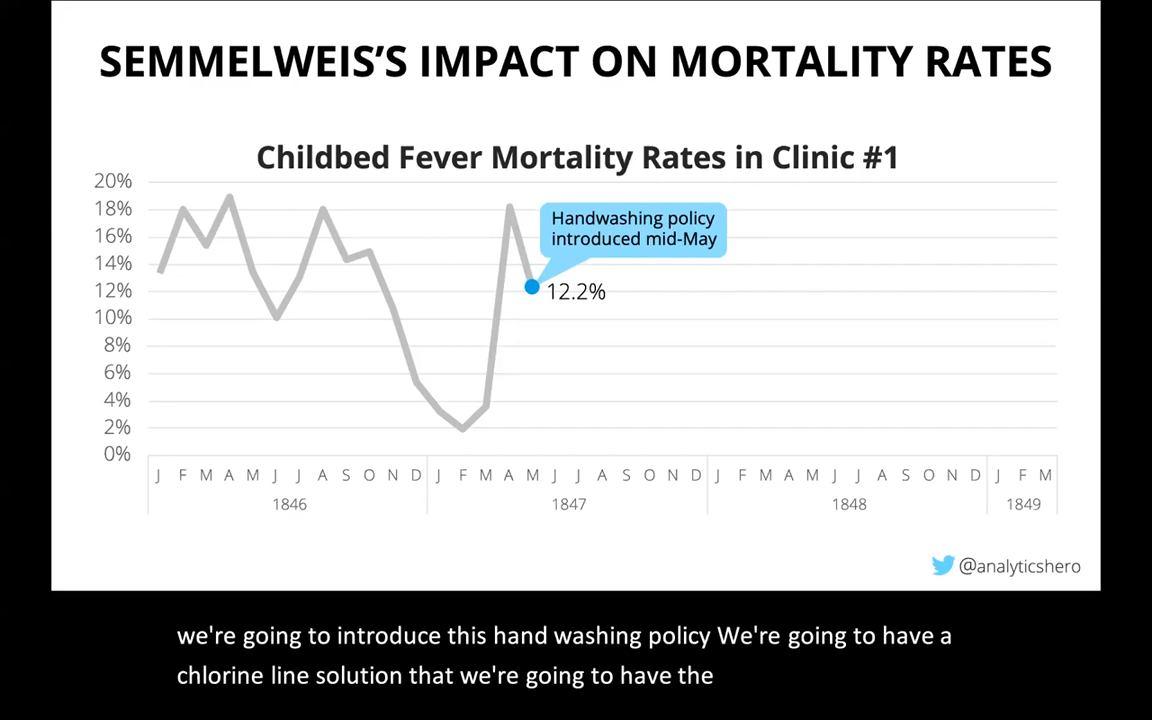 SEMMELWEIS'S IMPACT ON MORTALITY RATES
Childbed Fever Mortality Rates in Clinic #1
20%
18%
16%
14%
12%
10%
8%
6%
4%
2%
0%
Handwashing policy
introduced mid-May
12.2%
J F M A M J J A S O N D J F M A M J J A S O N D J F M A M J J A S O N D J F M
1846 1847 1848 1849
@analyticshero
we're going to introduce this hand washing policy We're going to have a
chlorine line solution that we're going to have the